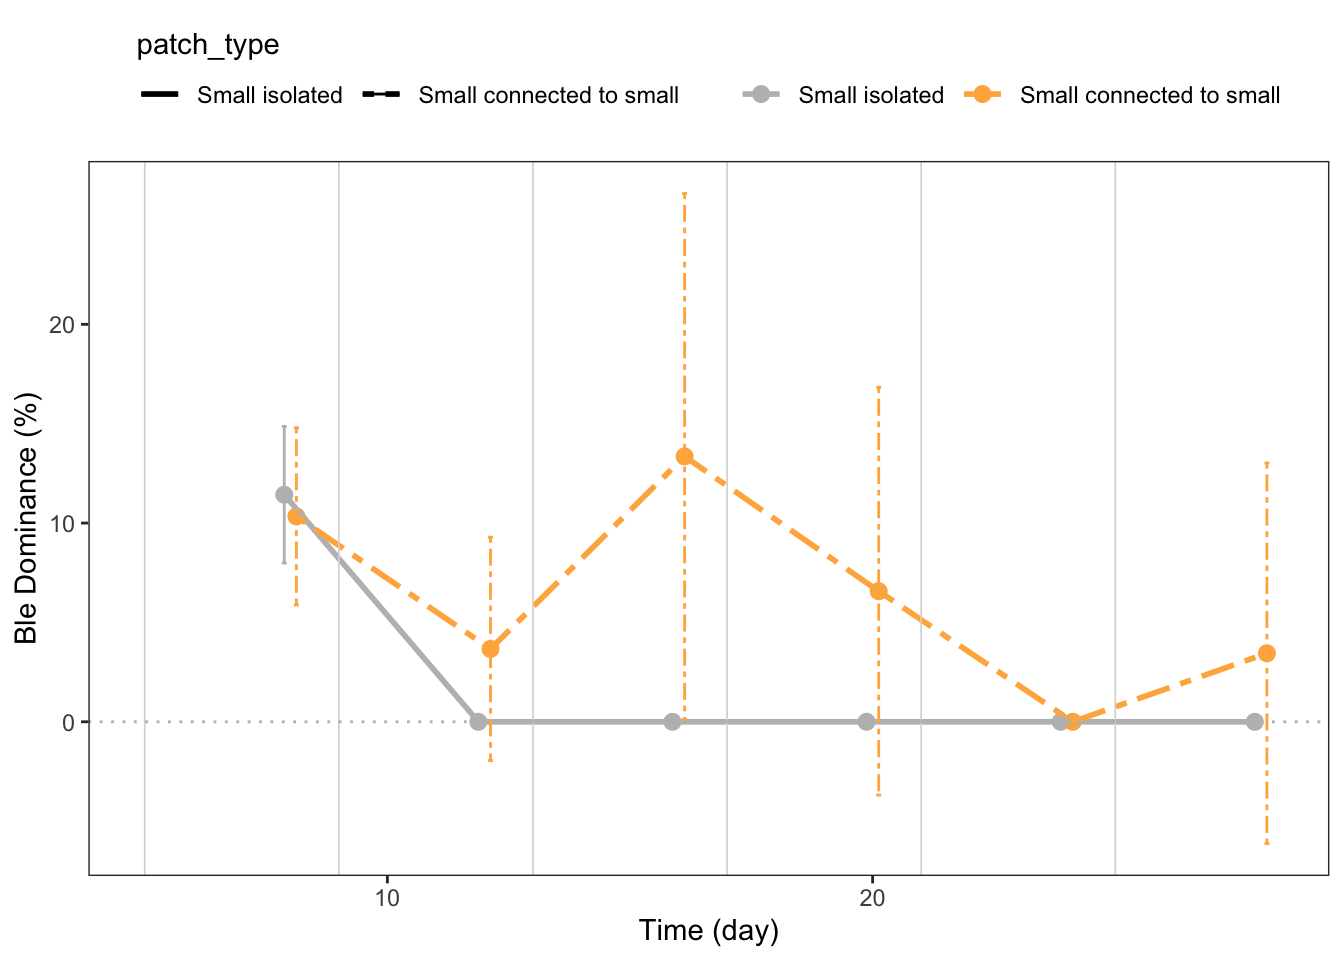 patch_type
Small isolated Small connected to small Small isolated Small connected to small
20
10
0
Ble Dominance (%)
10 20
Time (day)